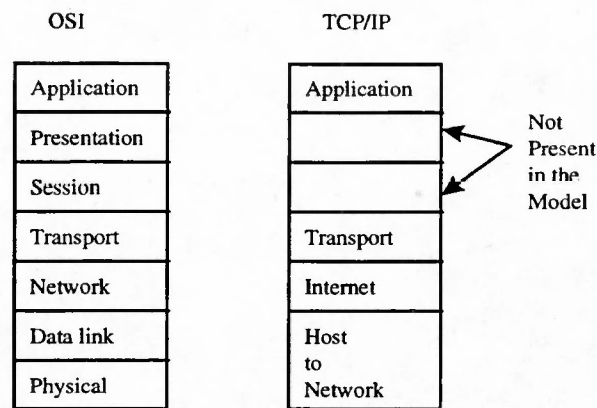 OSI
TCP/IP
Application
Presentation
Session
Transport
Network
Data link
Physical
Application
Transport
Internet
Host
to
Network
Not
Present
in the
Model